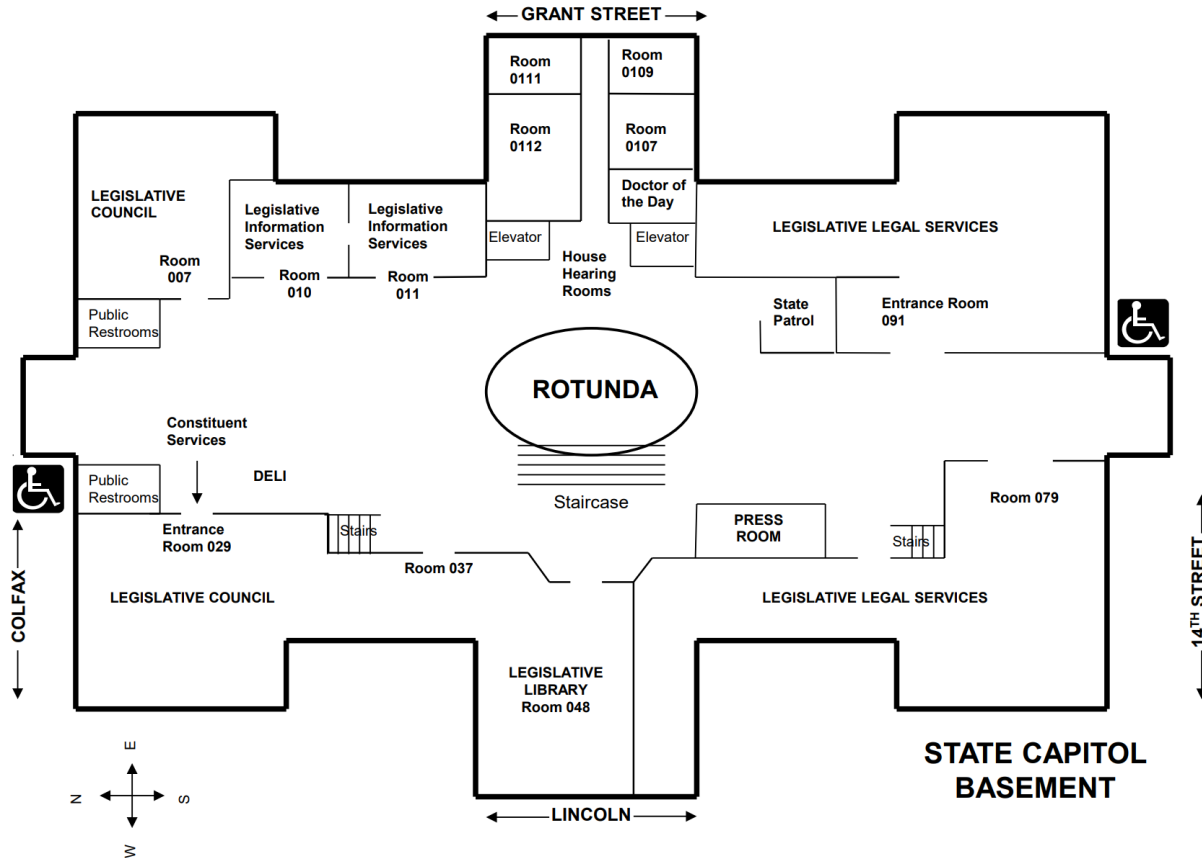 GRANT STREET
Room
0111
Room
0109
Room
0112
Room
0107
Doctor of
the Day
LEGISLATIVE
COUNCIL
Legislative
Information
Services
Legislative
Information
Services
Elevator
Elevator
LEGISLATIVE LEGAL SERVICES
Room
007
Room
010
Room
011
House
Hearing
Rooms
State
Patrol
Entrance Room
091
Public
Restrooms
ROTUNDA
Constituent
Services
Public
Restrooms
DELI
Staircase
Room 079
Entrance
Room 029
Stairs
PRESS
ROOM
Stairs
Room 037
COLFAX
LEGISLATIVE COUNCIL
LEGISLATIVE LEGAL SERVICES
14TH STREET
LEGISLATIVE
LIBRARY
Room 048
E
N
S
W
STATE CAPITOL
BASEMENT
LINCOLN